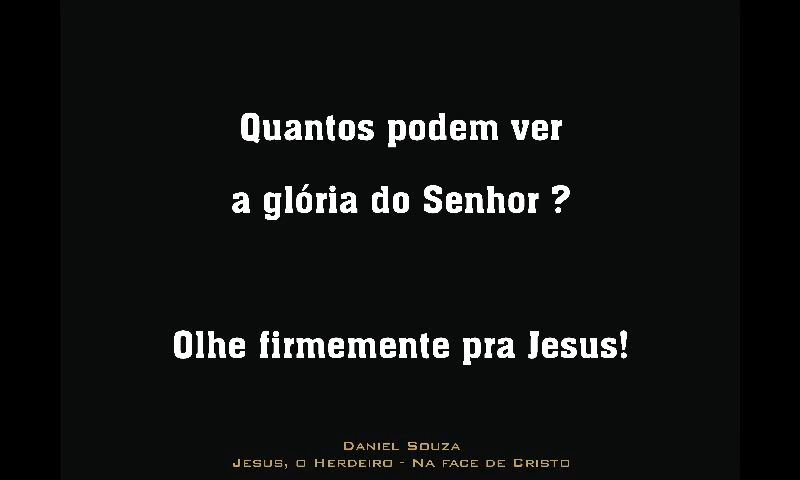 Quantos podem ver
a glória do Senhor ?
Olhe firmemente pra Jesus!
Daniel Souza
Jesus, o Herdeiro - Na face de Cristo